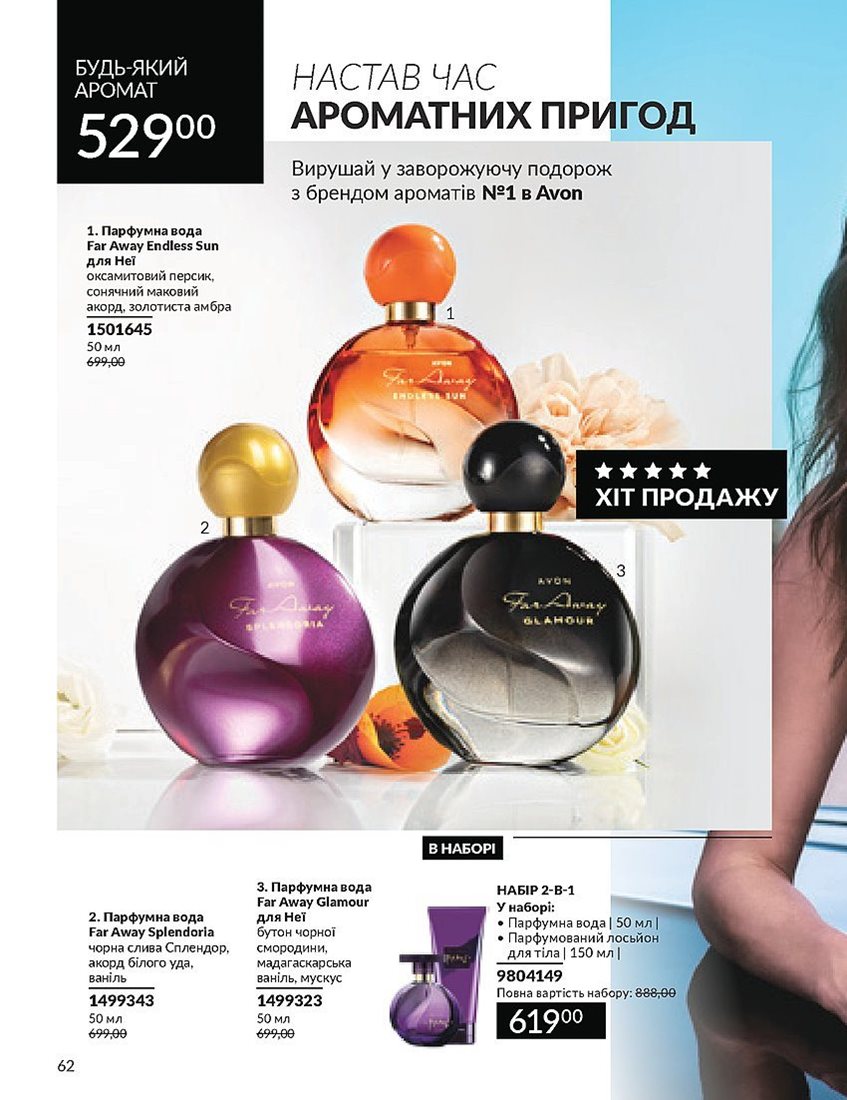 БУДЬ-ЯКИЙ
АРОМАТ
529⁰⁰
НАСТАВ ЧАС
АРОМАТНИХ ПРИГОД
Вирушай у заворожуючу подорож
з брендом ароматів №1 в Avon
1. Парфумна вода
Far Away Endless Sun
для Неї
оксамитовий персик,
сонячний маковий
акорд, золотиста амбра
1501645
50 мл
699,00
1
AVON
Far Away
ENDLESS SUN
ХІТ ПРОДАЖУ
2
AVON
Far Away
SPLENDORIA
3
AVON
Far Away
GLAMOUR
В НАБОРІ
2. Парфумна вода
Far Away Splendoria
чорна слива Сплендор,
акорд білого уда,
ваніль
1499343
50 мл
699,00
3. Парфумна вода
Far Away Glamour
для Неї
бутон чорної
смородини,
мадагаскарська
ваніль, мускус
1499323
50 мл
699,00
НАБІР 2-В-1
У наборі:
• Парфумна вода | 50 мл |
• Парфумований лосьйон
для тіла | 150 мл |
9804149
Повна вартість набору: 888,00
619⁰⁰
62